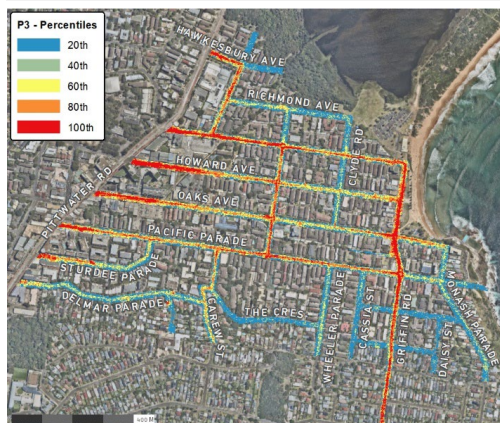 P3 - Percentiles
20th
40th
60th
80th
100th
HAWKESBURY AVE
RICHMOND AVE
CLYDE RD
HOWARD AVE
OAKS AVE
PITTWATER RD
PACIFIC PARADE
STURDEE PARADE
DELMAR PARADE
CAREW ST
THE CRES
WHEELER PARADE
CASSIA ST
GRIFFIN RD
DAISY ST
MONASH PARADE
400 M